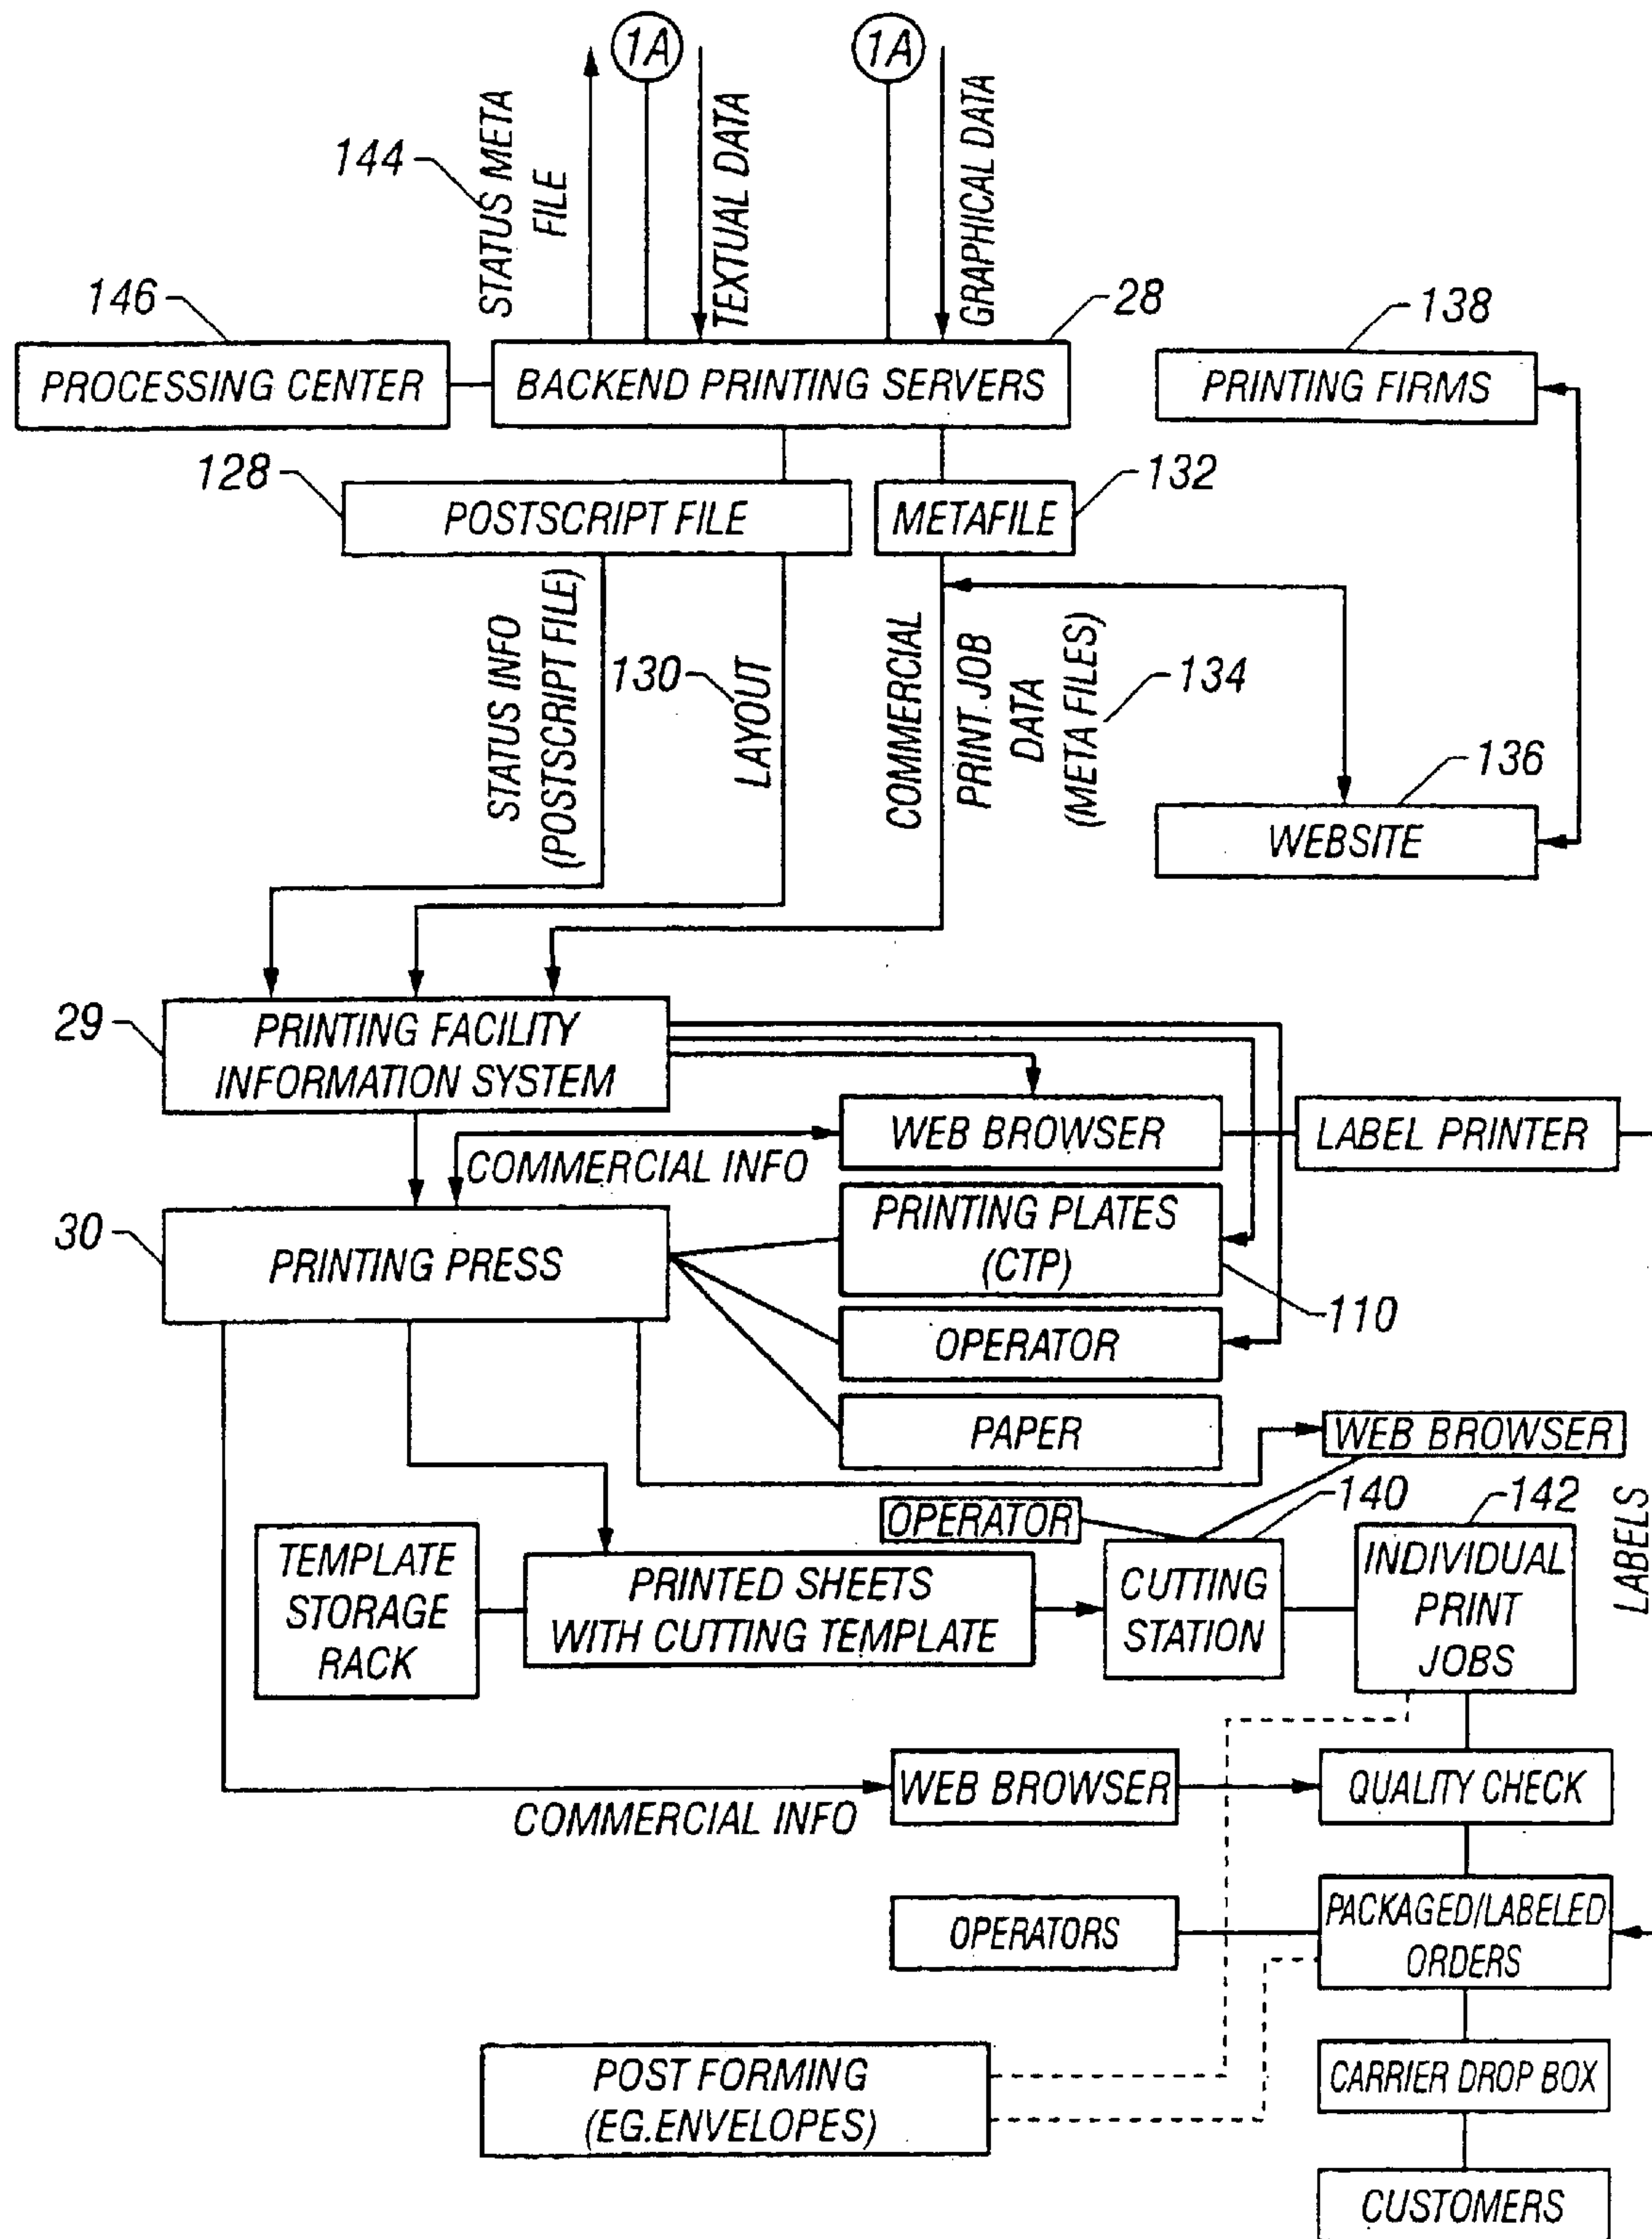 1A
1A
144
STATUS META
FILE
TEXTUAL DATA
GRAPHICAL DATA
146
28
138
PROCESSING CENTER
BACKEND PRINTING SERVERS
PRINTING FIRMS
128
132
POSTSCRIPT FILE
METAFILE
STATUS INFO
(POSTSCRIPT FILE)
130
LAYOUT
COMMERCIAL
PRINT JOB
DATA
(META FILES)
134
136
WEBSITE
29
PRINTING FACILITY
INFORMATION SYSTEM
WEB BROWSER
LABEL PRINTER
COMMERCIAL INFO
30
PRINTING PRESS
PRINTING PLATES
(CTP)
110
OPERATOR
PAPER
WEB BROWSER
OPERATOR
140
142
LABELS
TEMPLATE
STORAGE
RACK
PRINTED SHEETS
WITH CUTTING TEMPLATE
CUTTING
STATION
INDIVIDUAL
PRINT
JOBS
WEB BROWSER
QUALITY CHECK
COMMERCIAL INFO
OPERATORS
PACKAGED/LABELED
ORDERS
POST FORMING
(EG.ENVELOPES)
CARRIER DROP BOX
CUSTOMERS